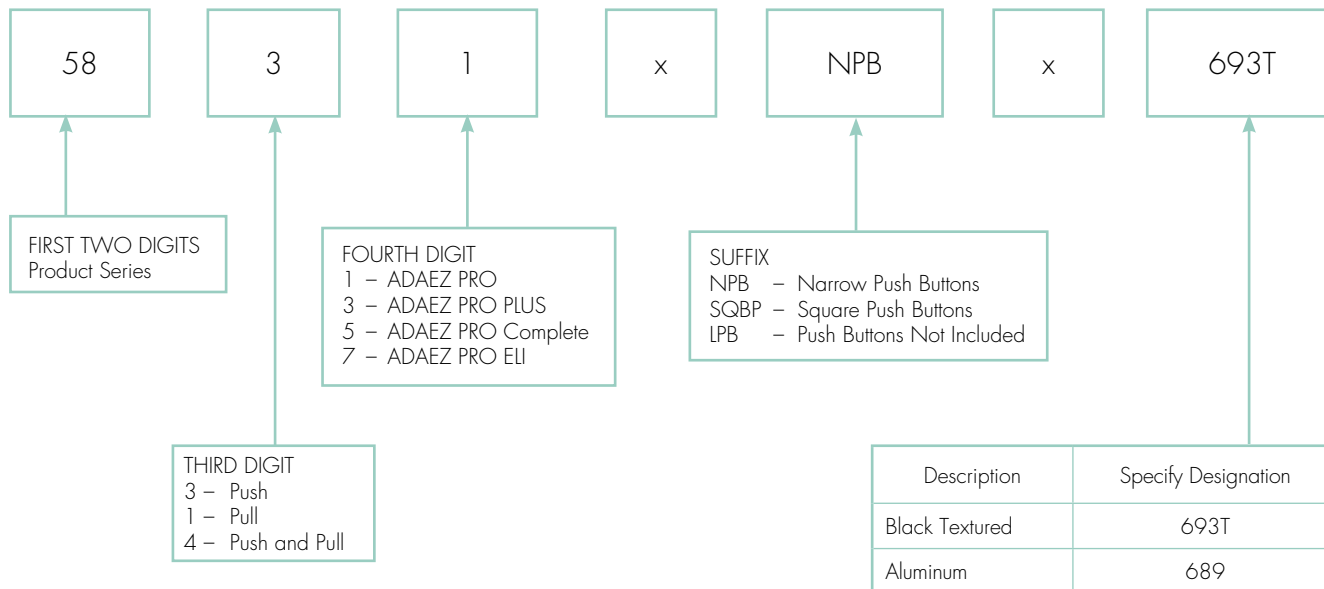 58 3 1 x NPB x 693T
FIRST TWO DIGITS
Product Series
FOURTH DIGIT
1 – ADAEZ PRO
3 – ADAEZ PRO PLUS
5 – ADAEZ PRO Complete
7 – ADAEZ PRO ELI
SUFFIX
NPB – Narrow Push Buttons
SQBP – Square Push Buttons
LPB – Push Buttons Not Included
THIRD DIGIT
3 – Push
1 – Pull
4 – Push and Pull
Description Specify Designation
Black Textured 693T
Aluminum 689